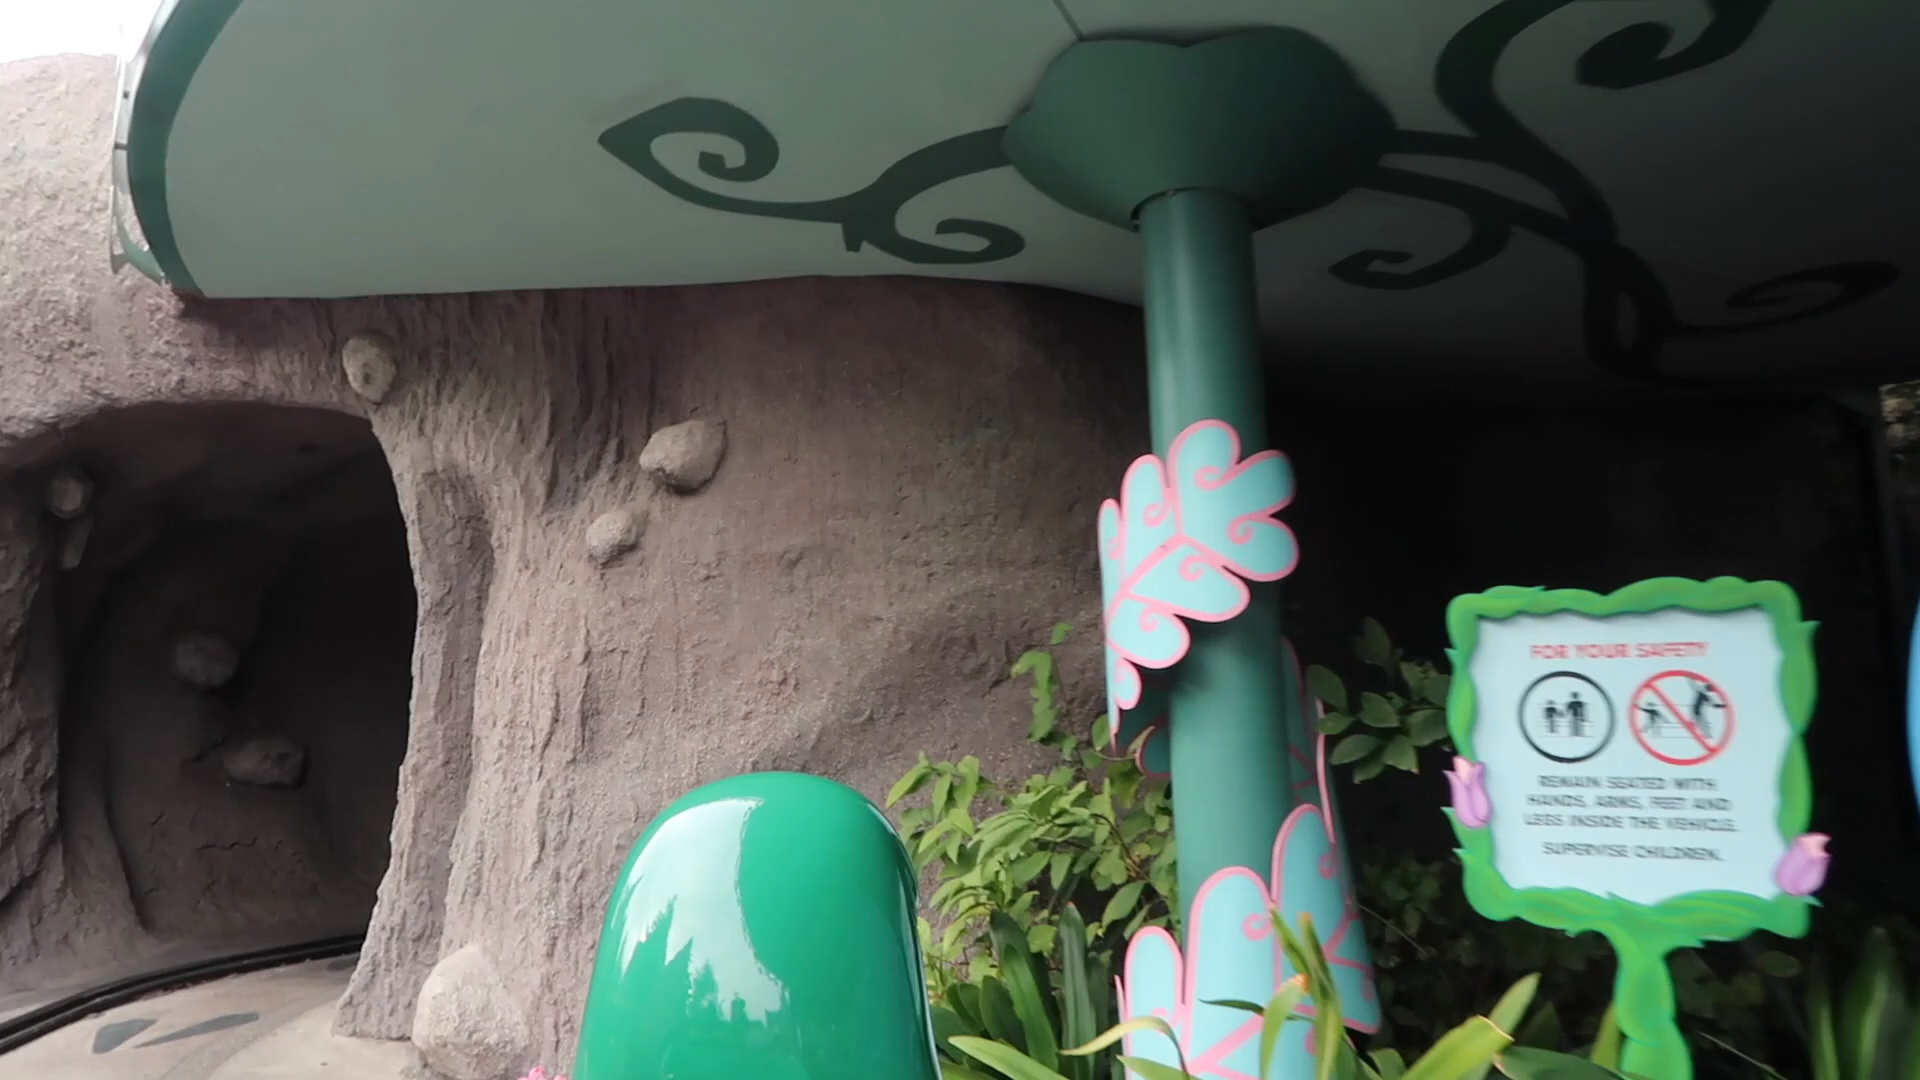 FOR YOUR SAFETY
REMAIN SEATED WITH
HANDS, ARMS, FEET AND
LEGS INSIDE THE VEHICLE.
SUPERVISE CHILDREN.